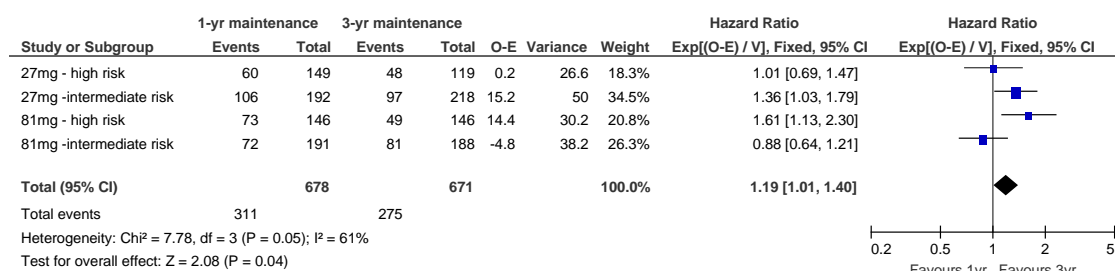 1-yr maintenance 3-yr maintenance Hazard Ratio Hazard Ratio
Study or Subgroup Events Total Events Total O-E Variance Weight Exp[(O-E) / V], Fixed, 95% CI Exp[(O-E) / V], Fixed, 95% CI
27mg - high risk 60 149 48 119 0.2 26.6 18.3% 1.01 [0.69, 1.47]
27mg -intermediate risk 106 192 97 218 15.2 50 34.5% 1.36 [1.03, 1.79]
81mg - high risk 73 146 49 146 14.4 30.2 20.8% 1.61 [1.13, 2.30]
81mg -intermediate risk 72 191 81 188 -4.8 38.2 26.3% 0.88 [0.64, 1.21]
Total (95% CI) 678 671 100.0% 1.19 [1.01, 1.40]
Total events 311 275
Heterogeneity: Chi² = 7.78, df = 3 (P = 0.05); I² = 61%
Test for overall effect: Z = 2.08 (P = 0.04)
0.2 0.5 1 2 5
Favours 1yr Favours 3yr